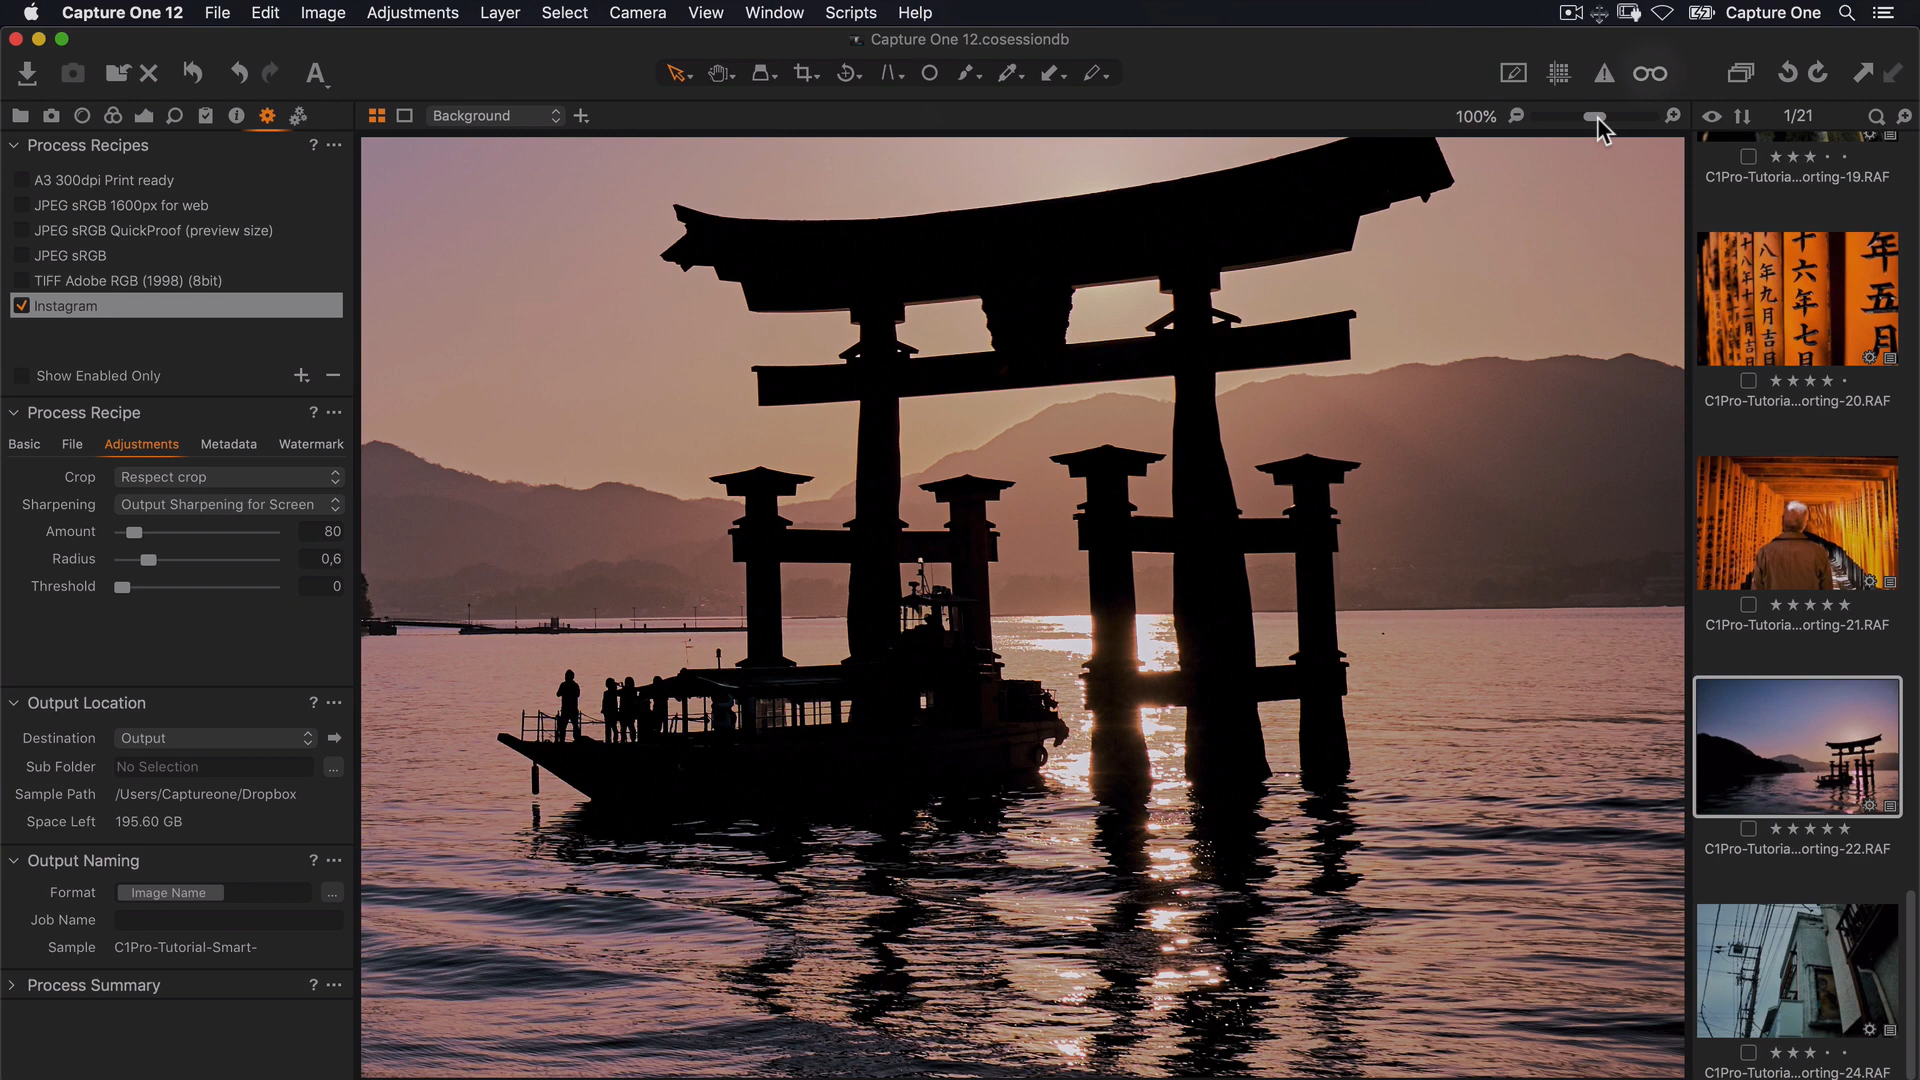 Capture One 12 File Edit Image Adjustments Layer Select Camera View Window Scripts Help Capture One
Capture One 12.cosessiondb
Background 100% 1/21
Process Recipes ? ...
A3 300dpi Print ready
JPEG sRGB 1600px for web
JPEG sRGB QuickProof (preview size)
JPEG sRGB
TIFF Adobe RGB (1998) (8bit)
Instagram
Show Enabled Only
Process Recipe ? ...
Basic File Adjustments Metadata Watermark
Crop Respect crop
Sharpening Output Sharpening for Screen
Amount 80
Radius 0,6
Threshold 0
Output Location ? ...
Destination Output
Sub Folder No Selection ...
Sample Path /Users/Captureone/Dropbox
Space Left 195.60 GB
Output Naming ? ...
Format Image Name ...
Job Name
Sample C1Pro-Tutorial-Smart-
Process Summary ? ...
C1Pro-Tutoria...orting-19.RAF
C1Pro-Tutoria...orting-20.RAF
C1Pro-Tutoria...orting-21.RAF
C1Pro-Tutoria...orting-22.RAF
C1Pro-Tutoria...orting-24.RAF